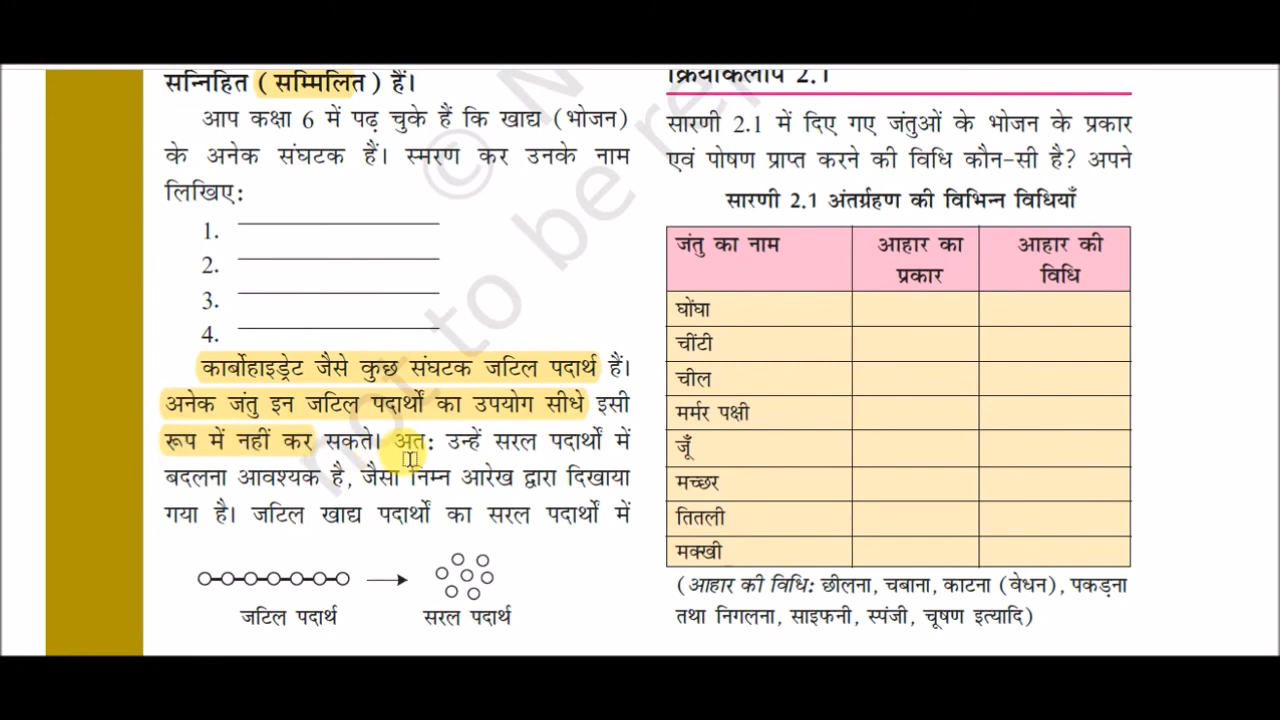 सन्निहित (सम्मिलित) हैं।
आप कक्षा 6 में पढ़ चुके हैं कि खाद्य (भोजन)
के अनेक संघटक हैं। स्मरण कर उनके नाम
लिखिए:
1.
2.
3.
4.
कार्बोहाइड्रेट जैसे कुछ संघटक जटिल पदार्थ हैं।
अनेक जंतु इन जटिल पदार्थों का उपयोग सीधे इसी
रूप में नहीं कर सकते। अत: उन्हें सरल पदार्थों में
बदलना आवश्यक है, जैसा निम्न आरेख द्वारा दिखाया
गया है। जटिल खाद्य पदार्थों का सरल पदार्थों में
जटिल पदार्थ सरल पदार्थ
क्रियाकलाप 2.1
सारणी 2.1 में दिए गए जंतुओं के भोजन के प्रकार
एवं पोषण प्राप्त करने की विधि कौन-सी है? अपने
सारणी 2.1 अंतर्ग्रहण की विभिन्न विधियाँ
जंतु का नाम आहार का प्रकार आहार की विधि
घोंघा
चींटी
चील
मर्मर पक्षी
जूँ
मच्छर
तितली
मक्खी
(आहार की विधि: छीलना, चबाना, काटना (वेधन), पकड़ना
तथा निगलना, साइफनी, स्पंजी, चूषण इत्यादि)
© N
not to be rep